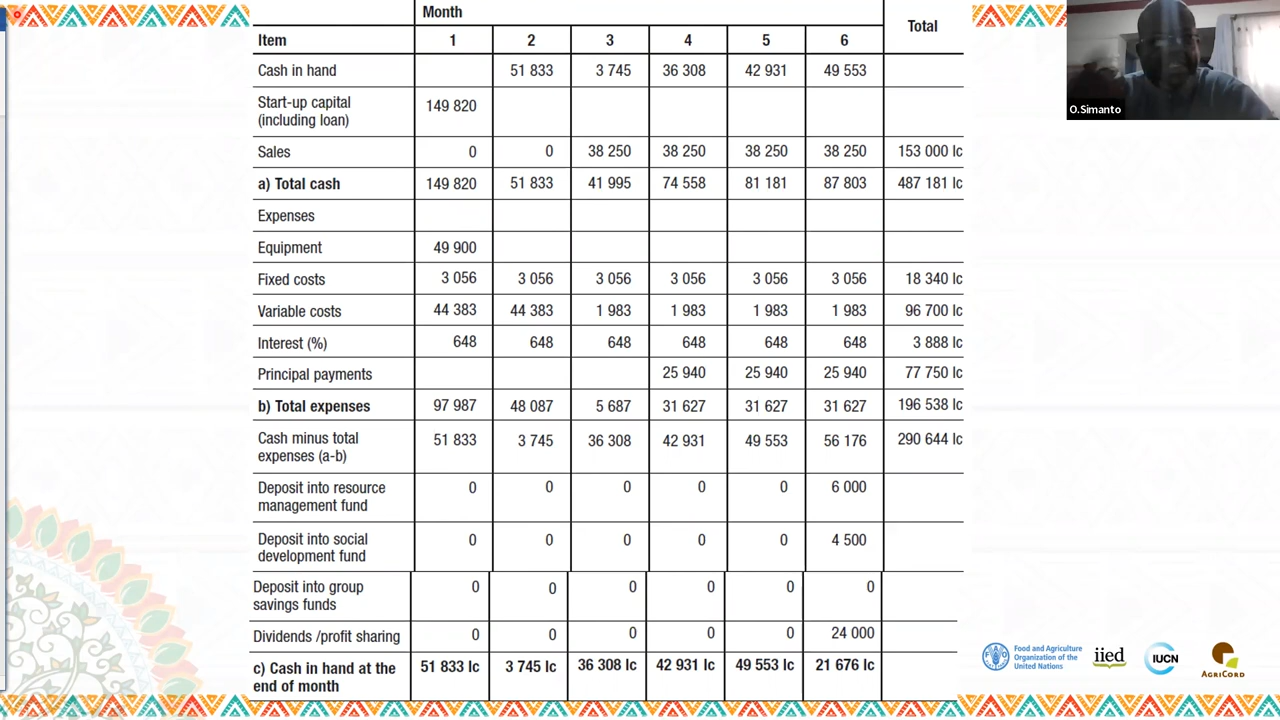 Month
Total
Item 1 2 3 4 5 6
Cash in hand 51 833 3 745 36 308 42 931 49 553
Start-up capital
(including loan) 149 820
Sales 0 0 38 250 38 250 38 250 38 250 153 000 lc
a) Total cash 149 820 51 833 41 995 74 558 81 181 87 803 487 181 lc
Expenses
Equipment 49 900
Fixed costs 3 056 3 056 3 056 3 056 3 056 3 056 18 340 lc
Variable costs 44 383 44 383 1 983 1 983 1 983 1 983 96 700 lc
Interest (%) 648 648 648 648 648 648 3 888 lc
Principal payments 25 940 25 940 25 940 77 750 lc
b) Total expenses 97 987 48 087 5 687 31 627 31 627 31 627 196 538 lc
Cash minus total
expenses (a-b) 51 833 3 745 36 308 42 931 49 553 56 176 290 644 lc
Deposit into resource
management fund 0 0 0 0 0 6 000
Deposit into social
development fund 0 0 0 0 0 4 500
Deposit into group
savings funds 0 0 0 0 0 0
Dividends /profit sharing 0 0 0 0 0 24 000
c) Cash in hand at the
end of month 51 833 lc 3 745 lc 36 308 lc 42 931 lc 49 553 lc 21 676 lc
O.Simanto
Food and Agriculture
Organization of the
United Nations
iied
IUCN
AGRICORD